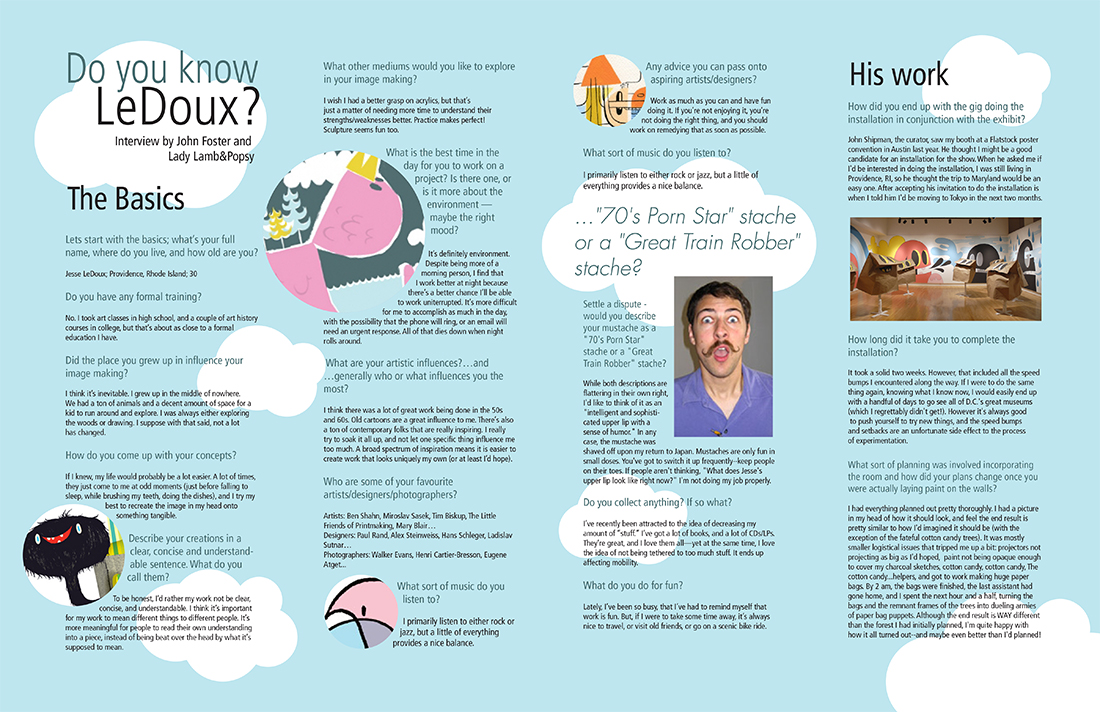 Do you know
LeDoux?
Interview by John Foster and
Lady Lamb&Popsy
The Basics
Lets start with the basics; what's your full
name, where do you live, and how old are you?
Jesse LeDoux; Providence, Rhode Island; 30
Do you have any formal training?
No. I took art classes in high school, and a couple of art history
courses in college, but that's about as close to a formal
education I have.
Did the place you grew up in influence your
image making?
I think it's inevitable. I grew up in the middle of nowhere.
We had a ton of animals and a decent amount of space for a
kid to run around and explore. I was always either exploring
the woods or drawing. I suppose with that said, not a lot
has changed.
How do you come up with your concepts?
If I knew, my life would probably be a lot easier. A lot of times,
they just come to me at odd moments (just before falling to
sleep, while brushing my teeth, doing the dishes), and I try my
best to recreate the image in my head onto
something tangible.
Describe your creations in a
clear, concise and understand-
able sentence. What do you
call them?
To be honest, I'd rather my work not be clear,
concise, and understandable. I think it's important
for my work to mean different things to different people. It's
more meaningful for people to read their own understanding
into a piece, instead of being beat over the head by what it's
supposed to mean.
What other mediums would you like to explore
in your image making?
I wish I had a better grasp on acrylics, but that's
just a matter of needing more time to understand their
strengths/weaknesses better. Practice makes perfect!
Sculpture seems fun too.
What is the best time in the
day for you to work on a
project? Is there one, or
is it more about the
environment —
maybe the right
mood?
It's definitely environment.
Despite being more of a
morning person, I find that
I work better at night because
there's a better chance I'll be able
to work uniterrupted. It's more difficult
for me to accomplish as much in the day,
with the possibility that the phone will ring, or an email will
need an urgent response. All of that dies down when night
rolls around.
What are your artistic influences?...and
...generally who or what influences you the
most?
I think there was a lot of great work being done in the 50s
and 60s. Old cartoons are a great influence to me. There's also
a ton of contemporary folks that are really inspiring. I really
try to soak it all up, and not let one specific thing influence me
too much. A broad spectrum of inspiration means it is easier to
create work that looks uniquely my own (or at least I'd hope).
Who are some of your favourite
artists/designers/photographers?
Artists: Ben Shahn, Miroslav Sasek, Tim Biskup, The Little
Friends of Printmaking, Mary Blair...
Designers: Paul Rand, Alex Steinweiss, Hans Schleger, Ladislav
Sutnar...
Photographers: Walker Evans, Henri Cartier-Bresson, Eugene
Atget...
What sort of music do you
listen to?
I primarily listen to either rock or
jazz, but a little of everything
provides a nice balance.
Any advice you can pass onto
aspiring artists/designers?
Work as much as you can and have fun
doing it. If you're not enjoying it, you're
not doing the right thing, and you should
work on remedying that as soon as possible.
What sort of music do you listen to?
I primarily listen to either rock or jazz, but a little of
everything provides a nice balance.
..."70's Porn Star" stache
or a "Great Train Robber"
stache?
Settle a dispute -
would you describe
your mustache as a
"70's Porn Star"
stache or a "Great
Train Robber" stache?
While both descriptions are
flattering in their own right,
I'd like to think of it as an
"intelligent and sophisti-
cated upper lip with a
sense of humor." In any
case, the mustache was
shaved off upon my return to Japan. Mustaches are only fun in
small doses. You've got to switch it up frequently--keep people
on their toes. If people aren't thinking, "What does Jesse's
upper lip look like right now?" I'm not doing my job properly.
Do you collect anything? If so what?
I've recently been attracted to the idea of decreasing my
amount of "stuff." I've got a lot of books, and a lot of CDs/LPs.
They're great, and I love them all—yet at the same time, I love
the idea of not being tethered to too much stuff. It ends up
affecting mobility.
What do you do for fun?
Lately, I've been so busy, that I've had to remind myself that
work is fun. But, if I were to take some time away, it's always
nice to travel, or visit old friends, or go on a scenic bike ride.
His work
How did you end up with the gig doing the
installation in conjunction with the exhibit?
John Shipman, the curator, saw my booth at a Flatstock poster
convention in Austin last year. He thought I might be a good
candidate for an installation for the show. When he asked me if
I'd be interested in doing the installation, I was still living in
Providence, RI, so he thought the trip to Maryland would be an
easy one. After accepting his invitation to do the installation is
when I told him I'd be moving to Tokyo in the next two months.
How long did it take you to complete the
installation?
It took a solid two weeks. However, that included all the speed
bumps I encountered along the way. If I were to do the same
thing again, knowing what I know now, I would easily end up
with a handful of days to go see all of D.C.'s great museums
(which I regrettably didn't get!). However it's always good
to push yourself to try new things, and the speed bumps
and setbacks are an unfortunate side effect to the process
of experimentation.
What sort of planning was involved incorporating
the room and how did your plans change once you
were actually laying paint on the walls?
I had everything planned out pretty thoroughly. I had a picture
in my head of how it should look, and feel the end result is
pretty similar to how I'd imagined it should be (with the
exception of the fateful cotton candy trees). It was mostly
smaller logistical issues that tripped me up a bit: projectors not
projecting as big as I'd hoped, paint not being opaque enough
to cover my charcoal sketches, cotton candy, cotton candy, The
cotton candy...helpers, and got to work making huge paper
bags. By 2 am, the bags were finished, the last assistant had
gone home, and I spent the next hour and a half, turning the
bags and the remnant frames of the trees into dueling armies
of paper bag puppets. Although the end result is WAY different
than the forest I had initially planned, I'm quite happy with
how it all turned out--and maybe even better than I'd planned!